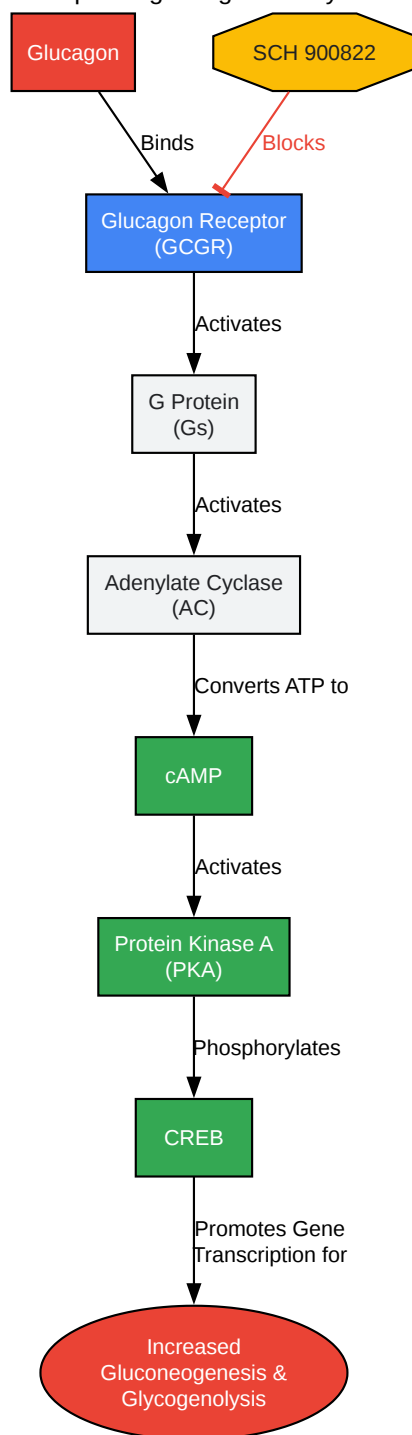 Glucagon
SCH 900822
Binds
Blocks
Glucagon Receptor
(GCGR)
Activates
G Protein
(Gs)
Activates
Adenylate Cyclase
(AC)
Converts ATP to
cAMP
Activates
Protein Kinase A
(PKA)
Phosphorylates
CREB
Promotes Gene
Transcription for
Increased
Gluconeogenesis &
Glycogenolysis